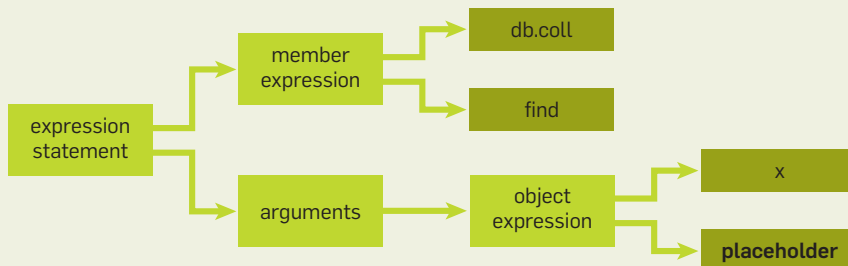 expression
statement
member
expression
db.coll
find
arguments
object
expression
x
placeholder